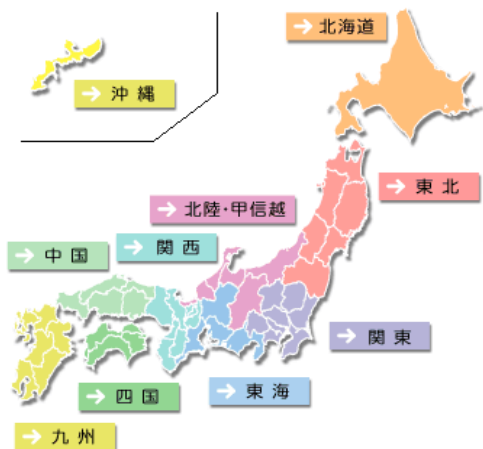 北海道
沖縄
東北
北陸・甲信越
関西
中国
関東
四国
東海
九州